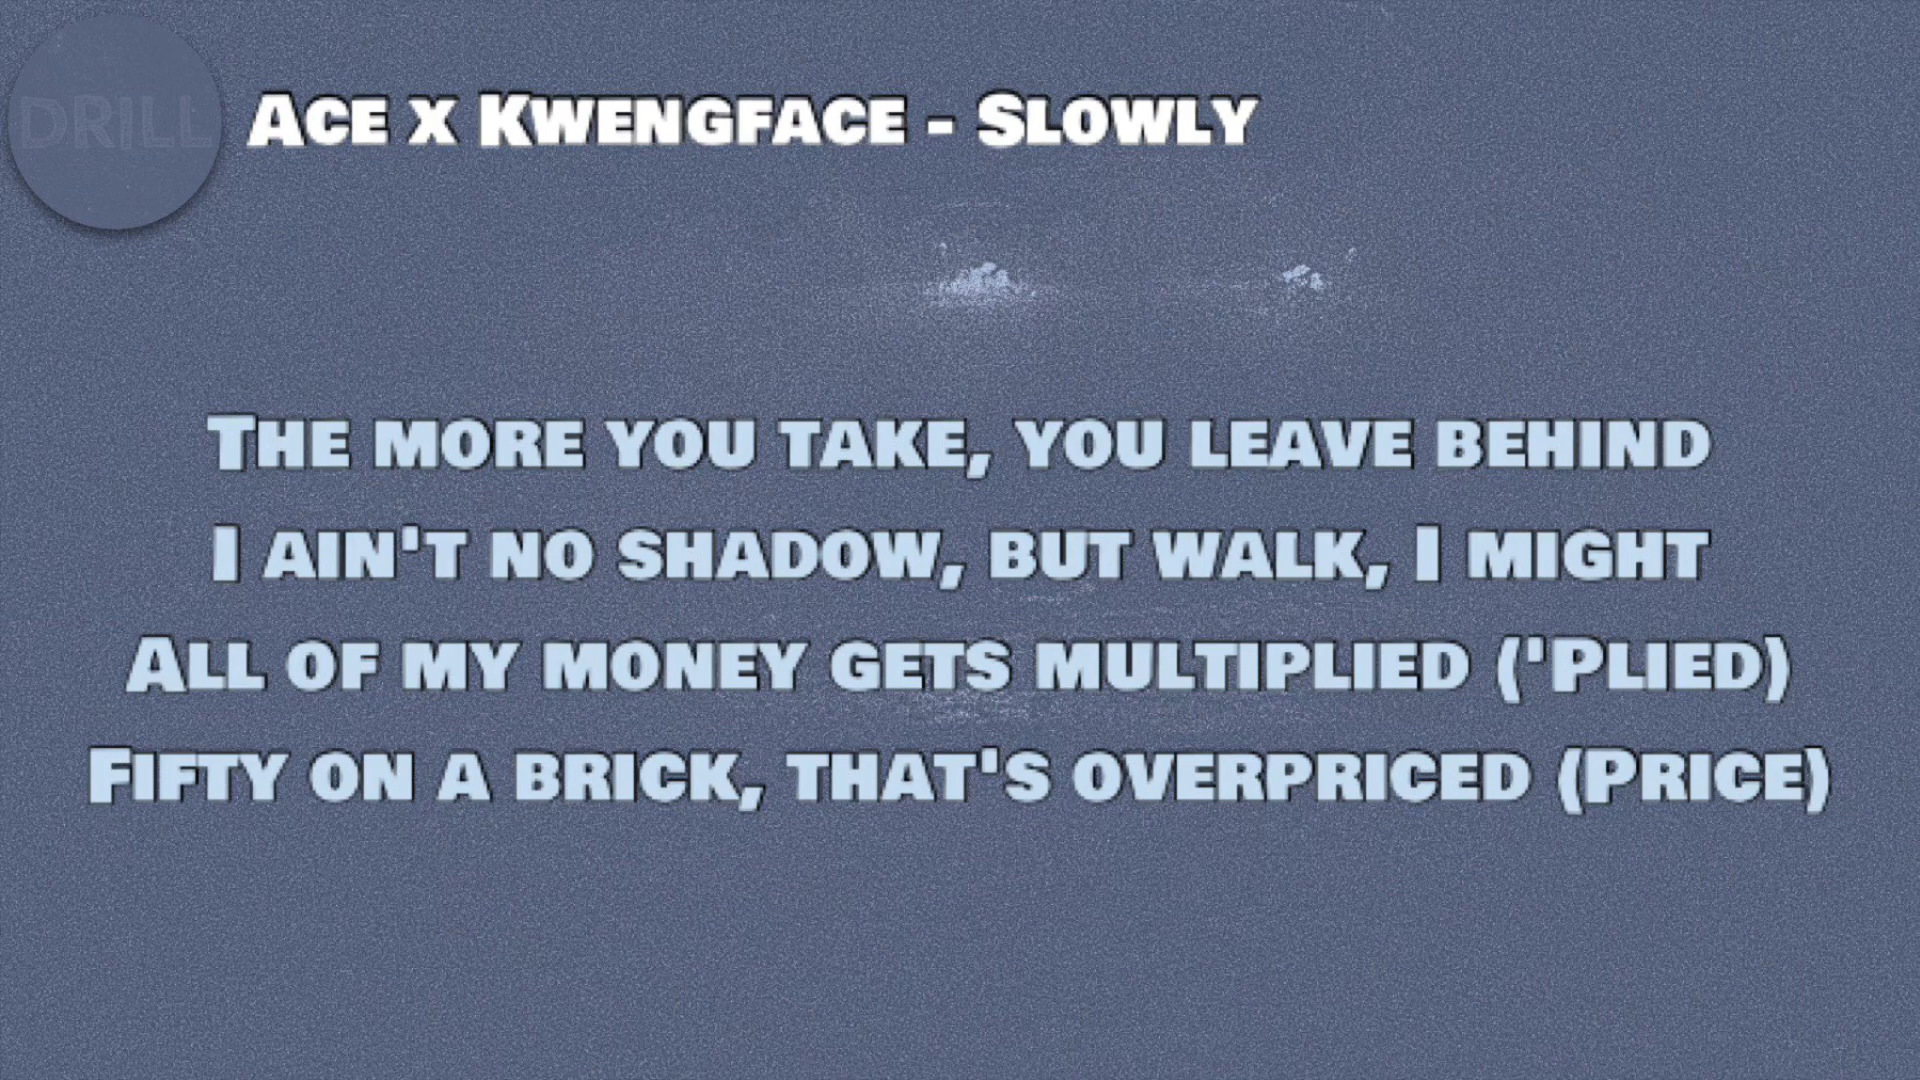 DRILL
Ace x Kwengface - Slowly
The more you take, you leave behind
I ain't no shadow, but walk, I might
All of my money gets multiplied ('Plied)
Fifty on a brick, that's overpriced (Price)